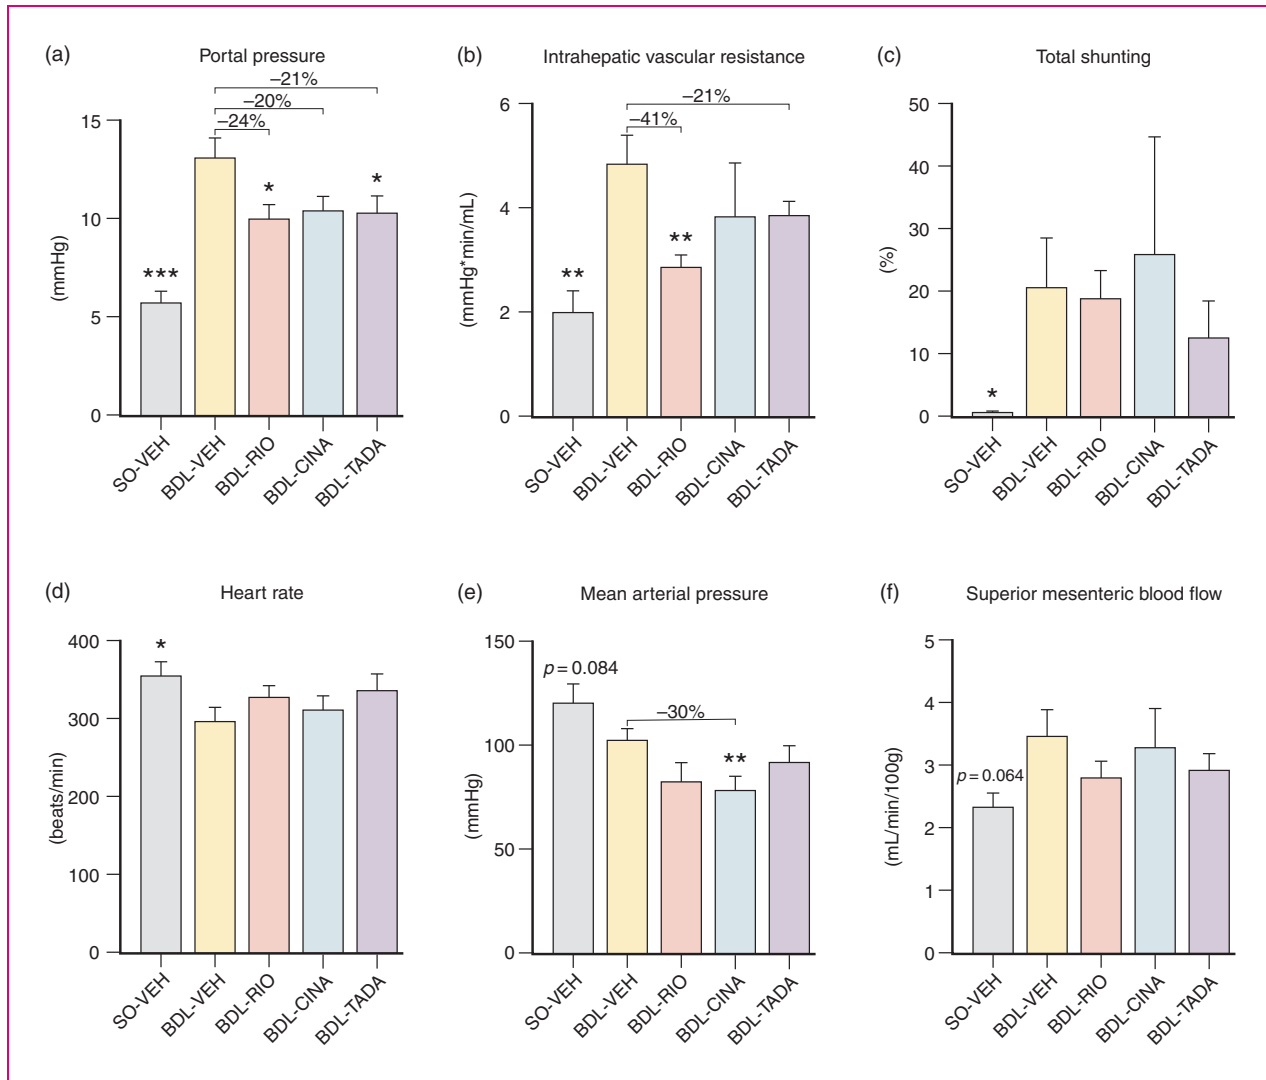 (a)
Portal pressure
–21%
–20%
–24%
15
10
5
0
(mmHg)
***
*
*
SO-VEH
BDL-VEH
BDL-RIO
BDL-CINA
BDL-TADA
(b)
Intrahepatic vascular resistance
–21%
–41%
6
4
2
0
(mmHg*min/mL)
**
**
SO-VEH
BDL-VEH
BDL-RIO
BDL-CINA
BDL-TADA
(c)
Total shunting
50
40
30
20
10
0
(%)
*
SO-VEH
BDL-VEH
BDL-RIO
BDL-CINA
BDL-TADA
(d)
Heart rate
400
300
200
100
0
(beats/min)
*
SO-VEH
BDL-VEH
BDL-RIO
BDL-CINA
BDL-TADA
(e)
Mean arterial pressure
150
100
50
0
(mmHg)
p = 0.084
–30%
**
SO-VEH
BDL-VEH
BDL-RIO
BDL-CINA
BDL-TADA
(f)
Superior mesenteric blood flow
5
4
3
2
1
0
(mL/min/100g)
p = 0.064
SO-VEH
BDL-VEH
BDL-RIO
BDL-CINA
BDL-TADA